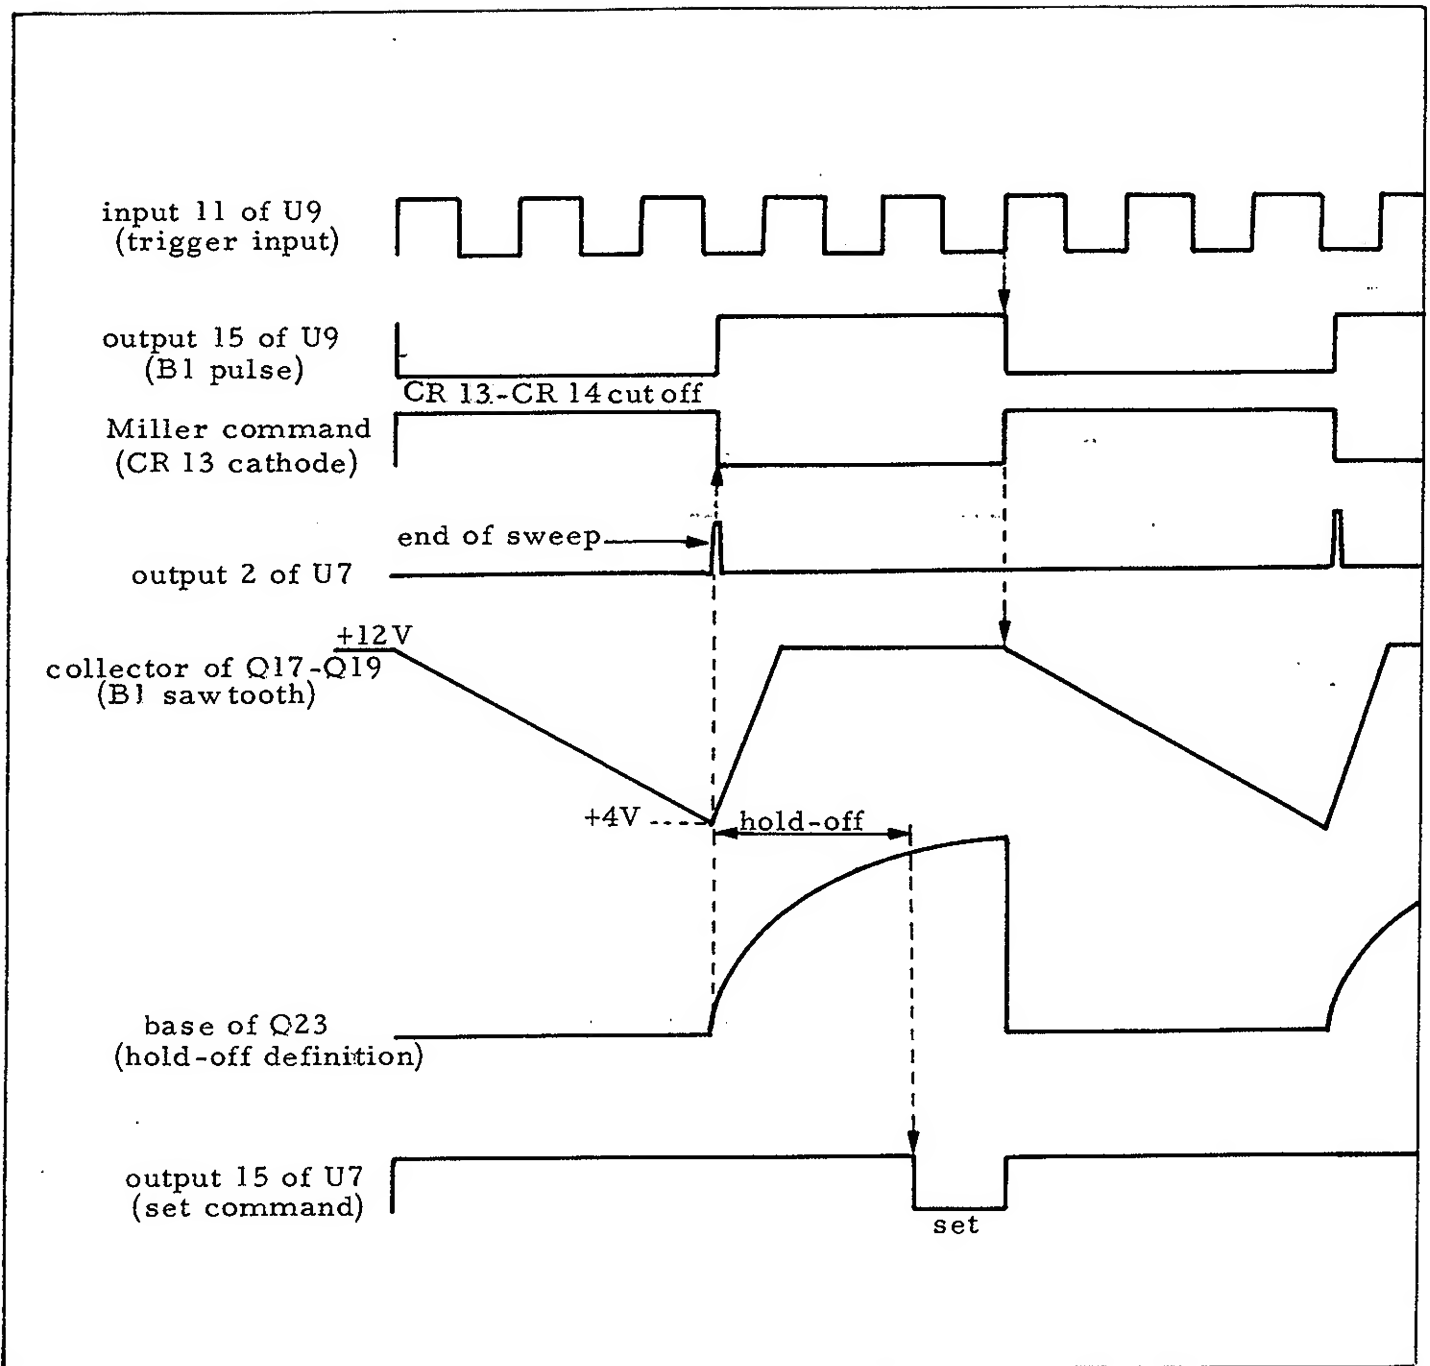 input 11 of U9
(trigger input)
output 15 of U9
(B1 pulse)
CR 13-CR 14 cut off
Miller command
(CR 13 cathode)
end of sweep
output 2 of U7
+12V
collector of Q17-Q19
(B1 sawtooth)
+4V
hold-off
base of Q23
(hold-off definition)
output 15 of U7
(set command)
set